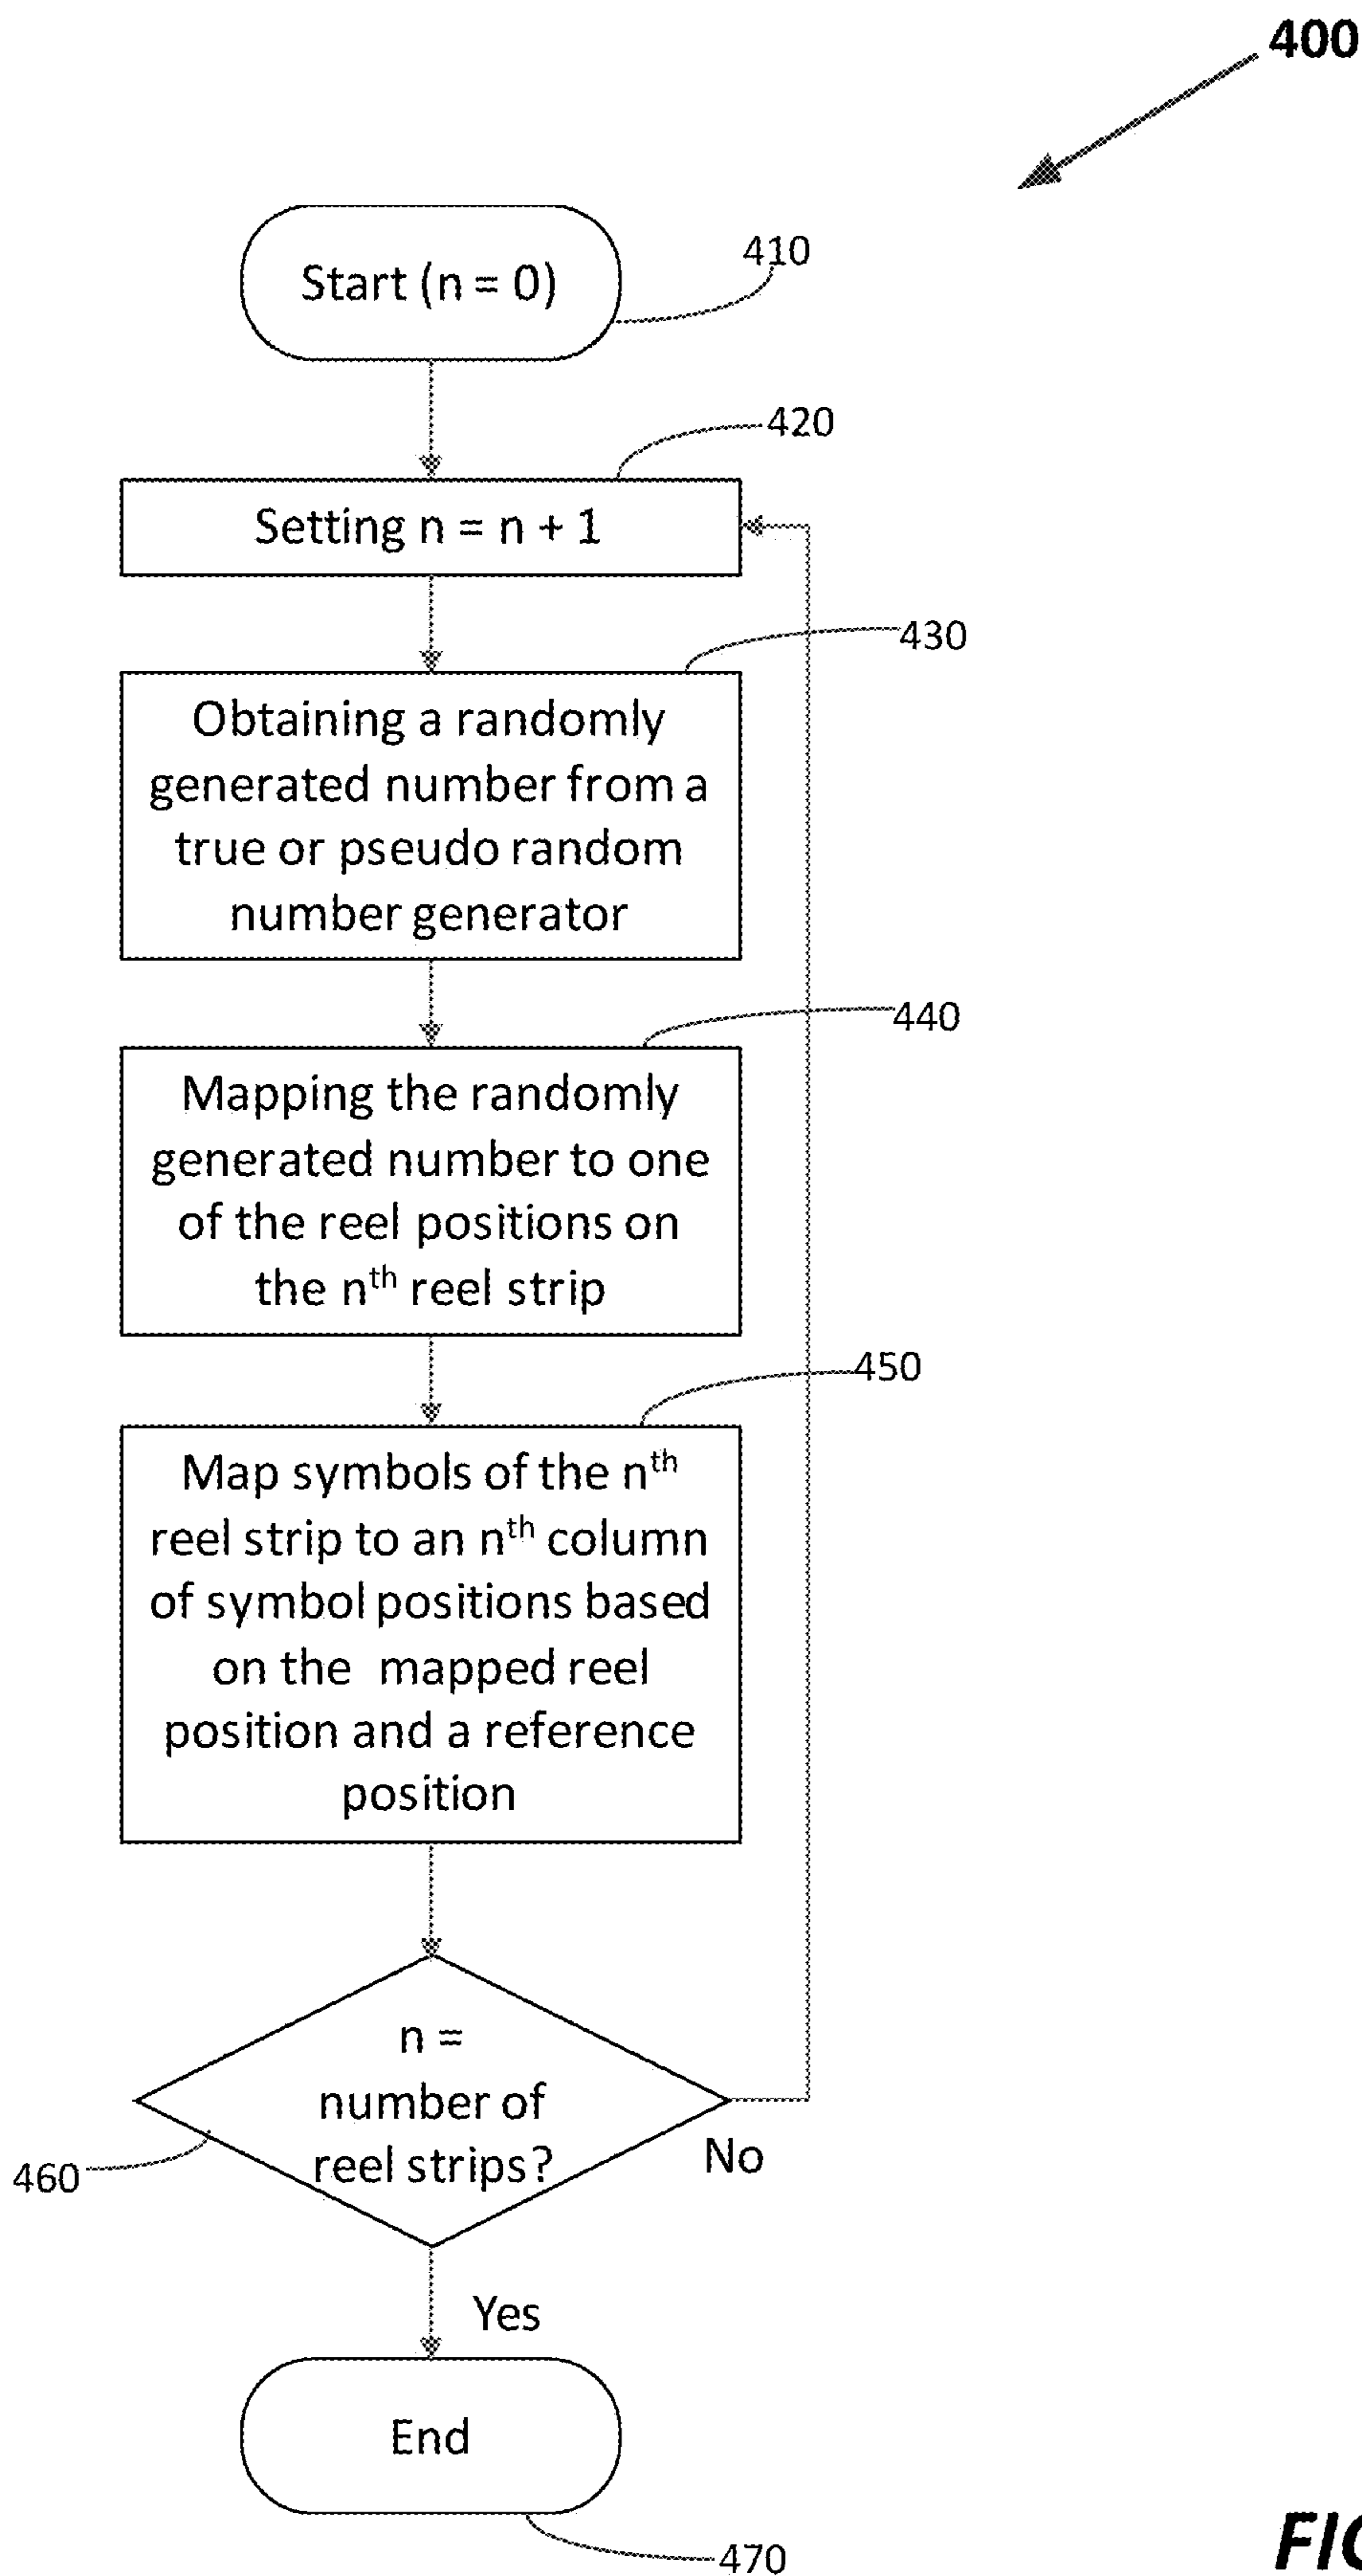 400
Start (n = 0)
410
420
Setting n = n + 1
430
Obtaining a randomly
generated number from a
true or pseudo random
number generator
440
Mapping the randomly
generated number to one
of the reel positions on
the nth reel strip
450
Map symbols of the nth
reel strip to an nth column
of symbol positions based
on the mapped reel
position and a reference
position
n =
number of
reel strips?
460
No
Yes
End
470